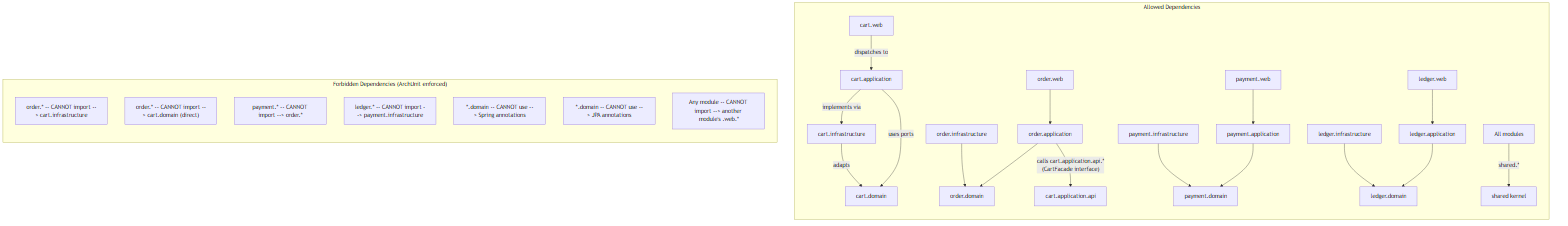 Forbidden Dependencies (ArchUnit enforced)
order.* -- CANNOT import --
> cart.infrastructure
order.* -- CANNOT import --
> cart.domain (direct)
payment.* -- CANNOT
import --> order.*
ledger.* -- CANNOT import -
-> payment.infrastructure
*.domain -- CANNOT use --
> Spring annotations
*.domain -- CANNOT use --
> JPA annotations
Any module -- CANNOT
import --> another
module's .web.*
Allowed Dependencies
cart.web
dispatches to
cart.application
order.web
payment.web
ledger.web
implements via
uses ports
cart.infrastructure
order.infrastructure
order.application
payment.infrastructure
payment.application
ledger.infrastructure
ledger.application
All modules
adapts
calls cart.application.api.*
(CartFacade interface)
shared.*
cart.domain
order.domain
cart.application.api
payment.domain
ledger.domain
shared kernel